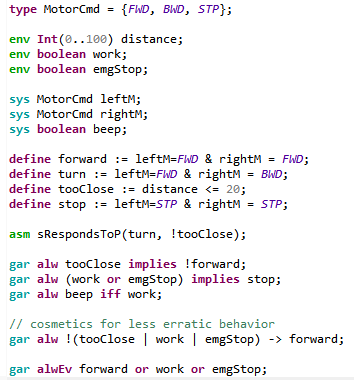 type MotorCmd = {FWD, BWD, STP};
env Int(0..100) distance;
env boolean work;
env boolean emgStop;
sys MotorCmd leftM;
sys MotorCmd rightM;
sys boolean beep;
define forward := leftM=FWD & rightM = FWD;
define turn := leftM=FWD & rightM = BWD;
define tooClose := distance <= 20;
define stop := leftM=STP & rightM = STP;
asm sRespondsToP(turn, !tooClose);
gar alw tooClose implies !forward;
gar alw (work or emgStop) implies stop;
gar alw beep iff work;
// cosmetics for less erratic behavior
gar alw !(tooClose | work | emgStop) -> forward;
gar alwEv forward or work or emgStop;